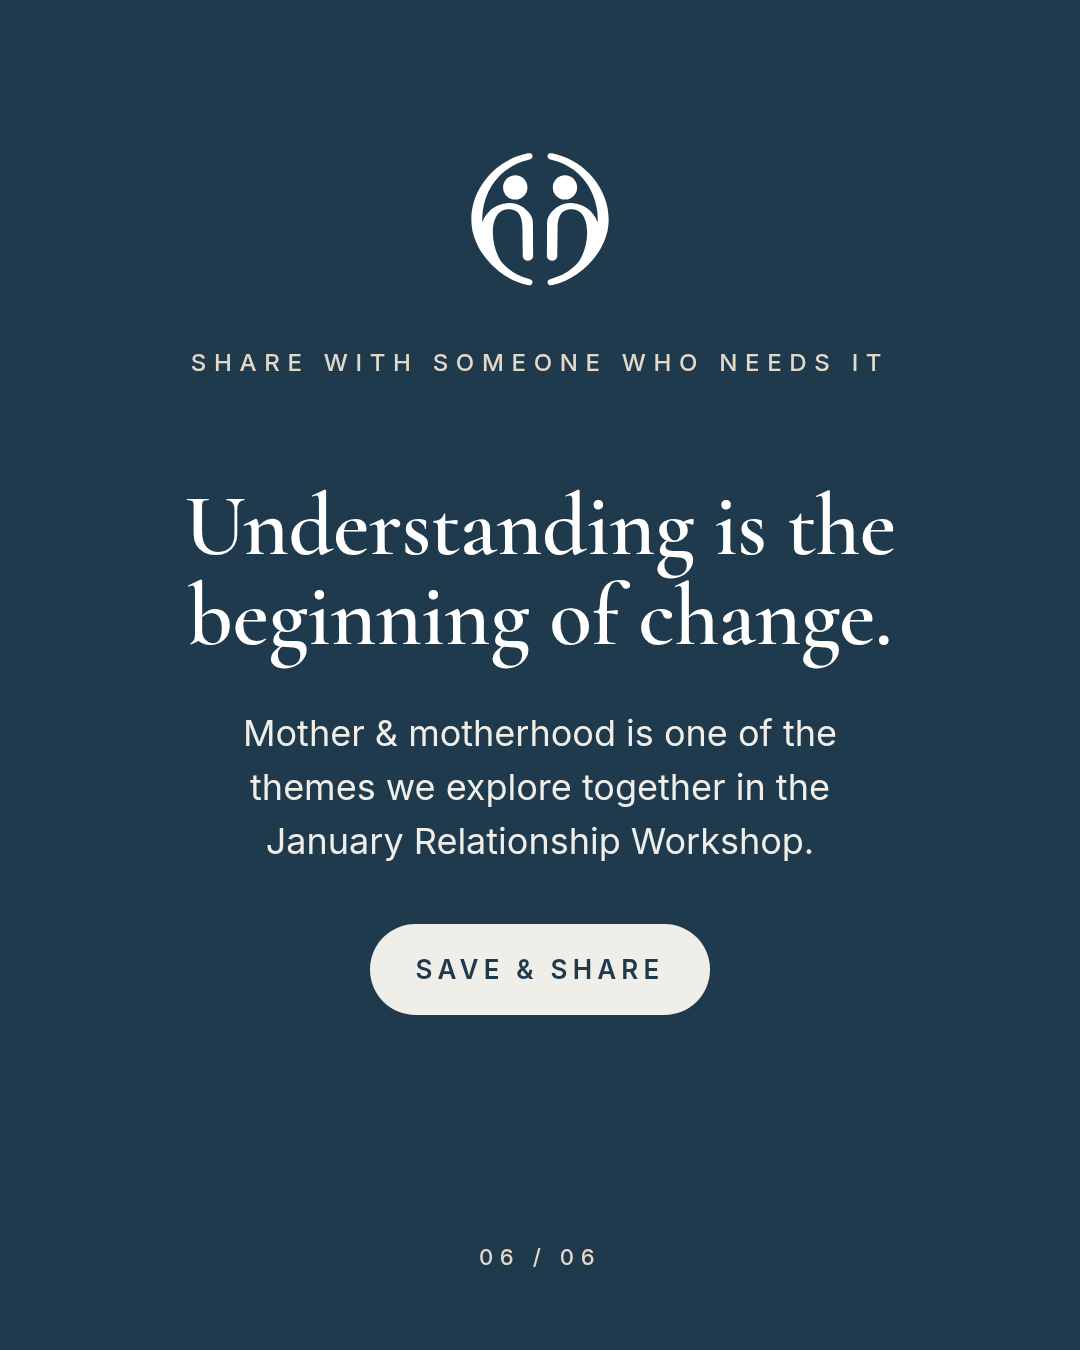 SHARE WITH SOMEONE WHO NEEDS IT
Understanding is the
beginning of change.
Mother & motherhood is one of the
themes we explore together in the
January Relationship Workshop.
SAVE & SHARE
06 / 06